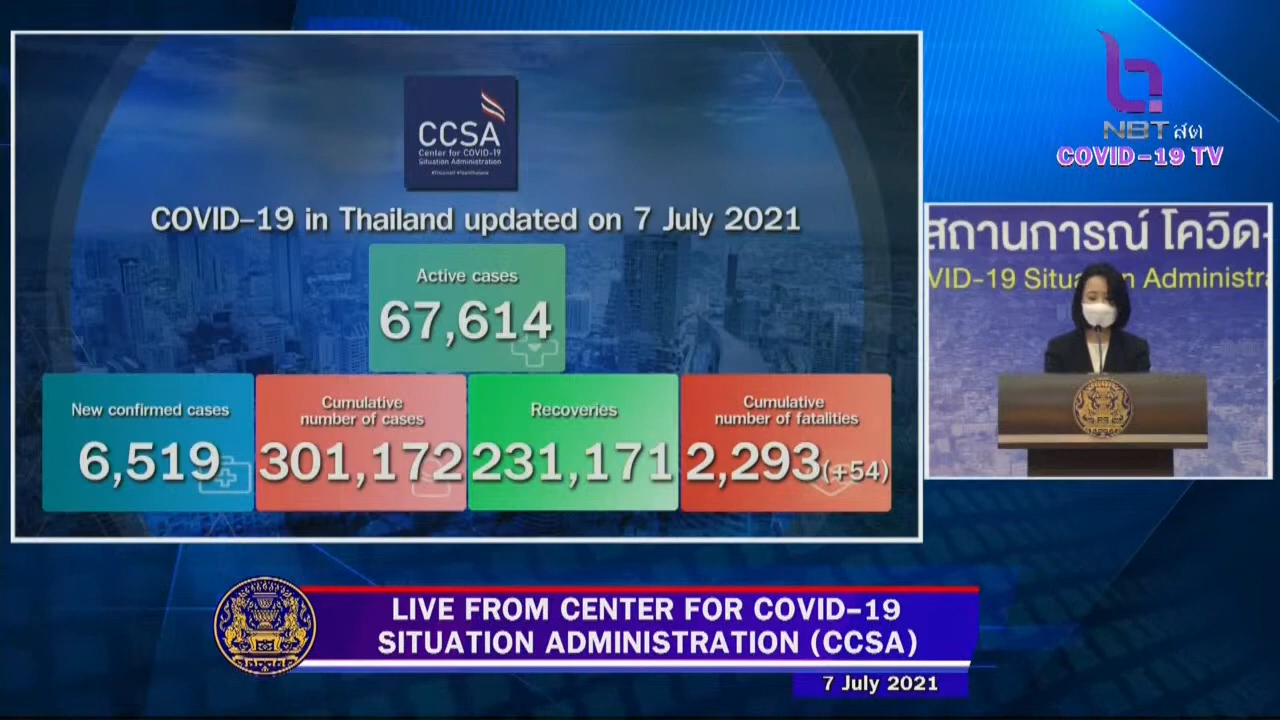 CCSA
Center for COVID-19
Situation Administration
COVID-19 in Thailand updated on 7 July 2021
Active cases
67,614
New confirmed cases
6,519
Cumulative
number of cases
301,172
Recoveries
231,171
Cumulative
number of fatalities
2,293(+54)
NBT สด
COVID-19 TV
สถานการณ์ โควิด-
VID-19 Situation Administra
LIVE FROM CENTER FOR COVID-19
SITUATION ADMINISTRATION (CCSA)
7 July 2021